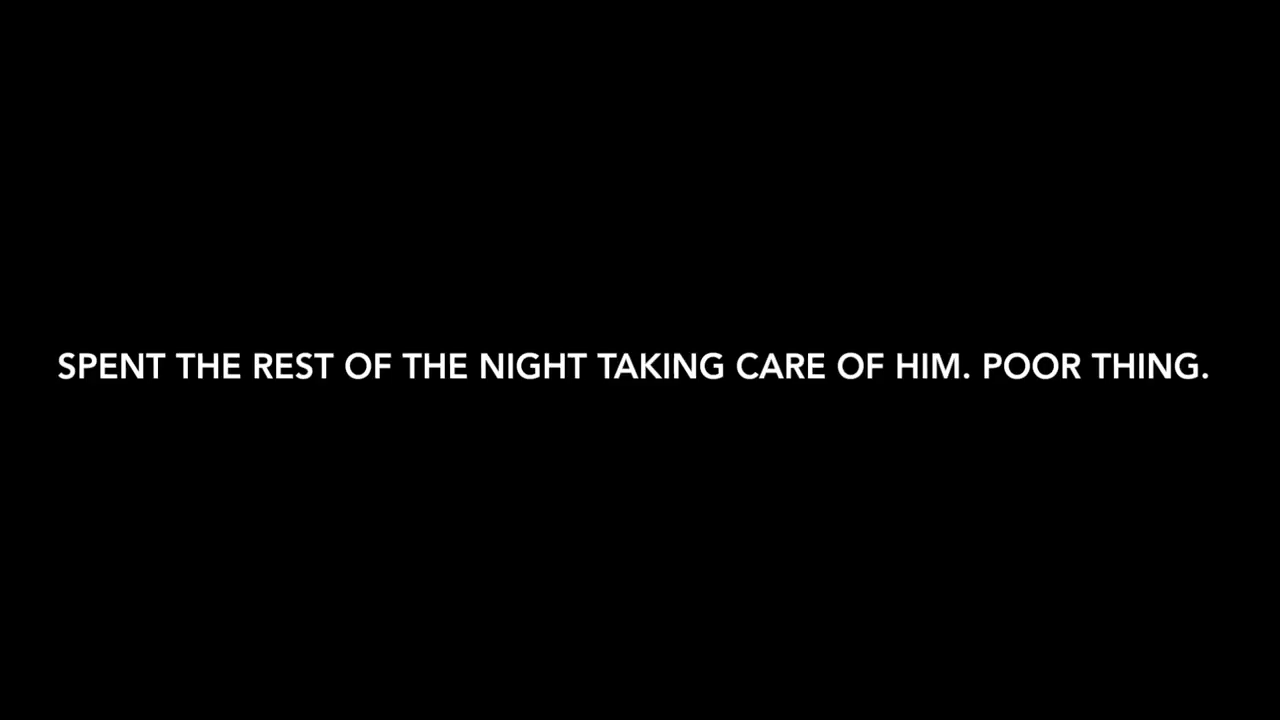 SPENT THE REST OF THE NIGHT TAKING CARE OF HIM. POOR THING.